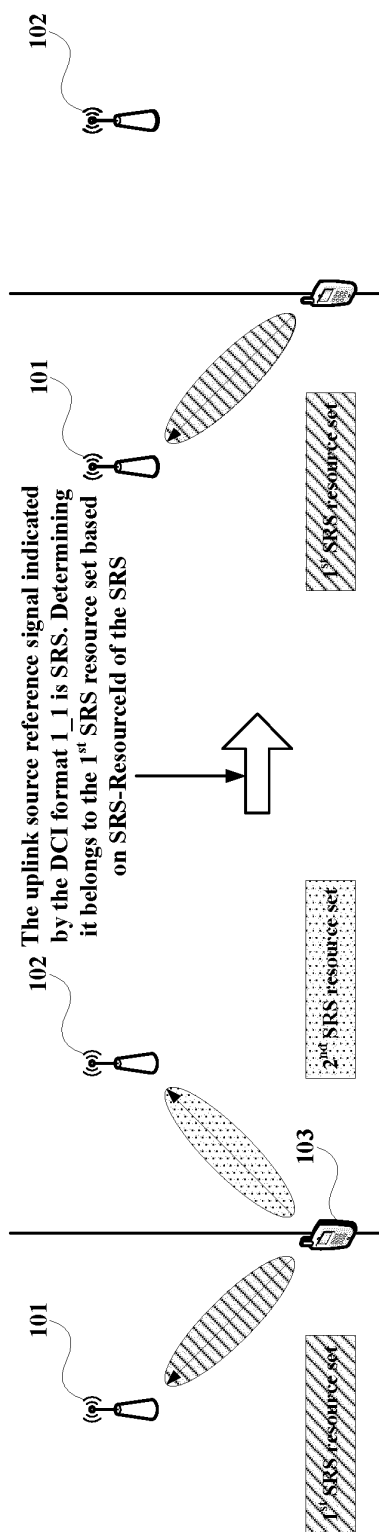 101
102
103
1st SRS resource set
2nd SRS resource set
The uplink source reference signal indicated
by the DCI format 1_1 is SRS. Determining
it belongs to the 1st SRS resource set based
on SRS-ResourceId of the SRS
101
102
1st SRS resource set